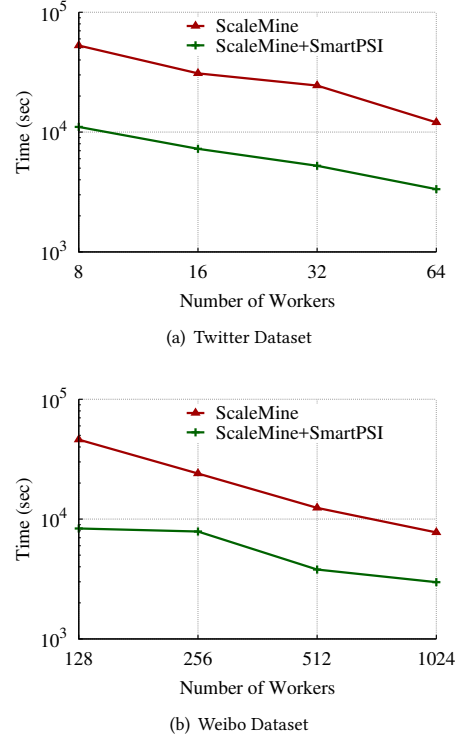 10^5
ScaleMine
ScaleMine+SmartPSI
10^4
Time (sec)
10^3
8 16 32 64
Number of Workers
(a) Twitter Dataset
10^5
ScaleMine
ScaleMine+SmartPSI
10^4
Time (sec)
10^3
128 256 512 1024
Number of Workers
(b) Weibo Dataset